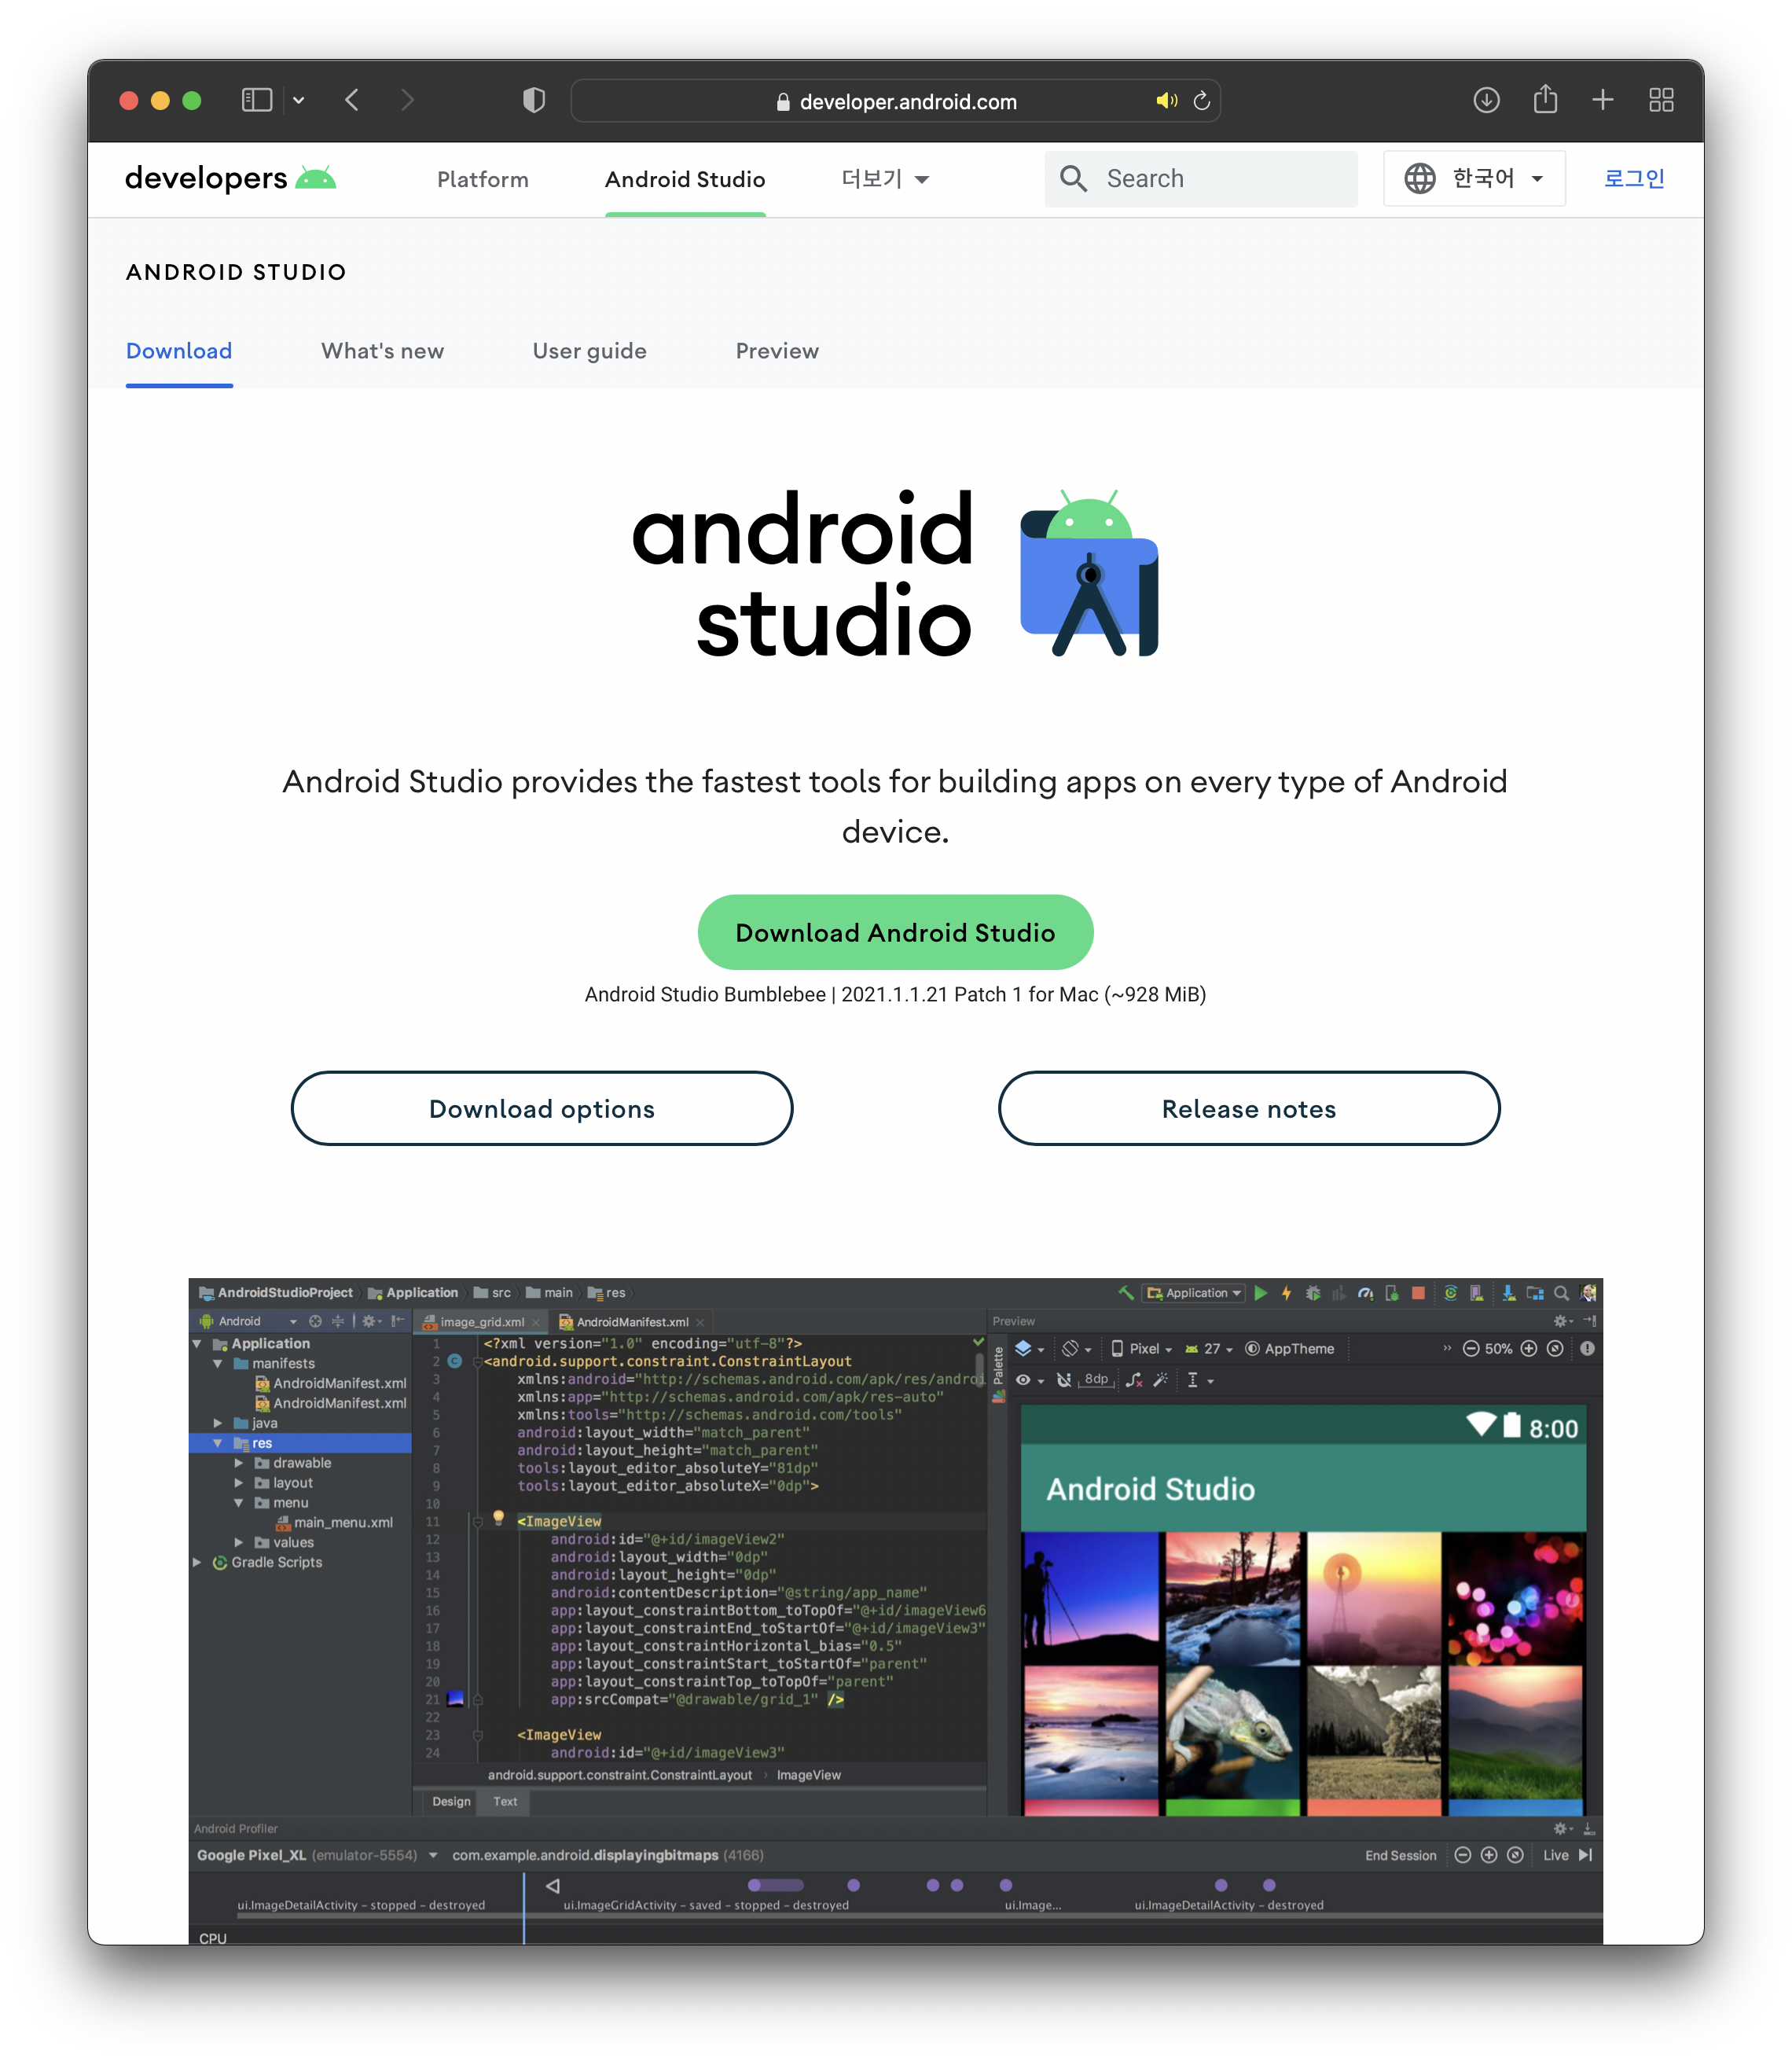 developer.android.com
developers
Platform
Android Studio
더보기
Search
한국어
로그인
ANDROID STUDIO
Download
What's new
User guide
Preview
android
studio
Android Studio provides the fastest tools for building apps on every type of Android
device.
Download Android Studio
Android Studio Bumblebee | 2021.1.1.21 Patch 1 for Mac (~928 MiB)
Download options
Release notes
AndroidStudioProject
Application
src
main
res
Application
Android
image_grid.xml
AndroidManifest.xml
Preview
Application
manifests
AndroidManifest.xml
AndroidManifest.xml
java
res
drawable
layout
menu
main_menu.xml
values
Gradle Scripts
1 <?xml version="1.0" encoding="utf-8"?>
2 <android.support.constraint.ConstraintLayout
3 xmlns:android="http://schemas.android.com/apk/res/androi
4 xmlns:app="http://schemas.android.com/apk/res-auto"
5 xmlns:tools="http://schemas.android.com/tools"
6 android:layout_width="match_parent"
7 android:layout_height="match_parent"
8 tools:layout_editor_absoluteY="81dp"
9 tools:layout_editor_absoluteX="0dp">
10
11 <ImageView
12 android:id="@+id/imageView2"
13 android:layout_width="0dp"
14 android:layout_height="0dp"
15 android:contentDescription="@string/app_name"
16 app:layout_constraintBottom_toTopOf="@+id/imageView6
17 app:layout_constraintEnd_toStartOf="@+id/imageView3"
18 app:layout_constraintHorizontal_bias="0.5"
19 app:layout_constraintStart_toStartOf="parent"
20 app:layout_constraintTop_toTopOf="parent"
21 app:srcCompat="@drawable/grid_1" />
22
23 <ImageView
24 android:id="@+id/imageView3"
android.support.constraint.ConstraintLayout › ImageView
Design
Text
Palette
Pixel
27
AppTheme
50%
8dp
8:00
Android Studio
Android Profiler
Google Pixel_XL (emulator-5554)
com.example.android.displayingbitmaps (4166)
End Session
Live
ui.ImageDetailActivity – stopped – destroyed
ui.ImageGridActivity – saved – stopped – destroyed
ui.Image...
ui.ImageDetailActivity – destroyed
CPU